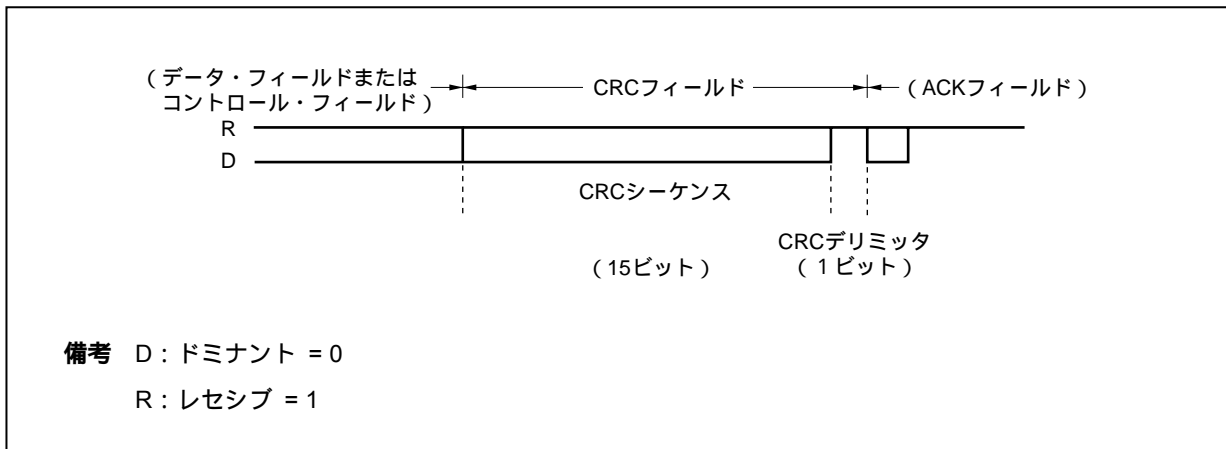 (データ・フィールドまたは
コントロール・フィールド)
CRCフィールド
(ACKフィールド)
R
D
CRCシーケンス
CRCデリミッタ
(15ビット)
(1ビット)
備考 D:ドミナント = 0
R:レセシブ = 1